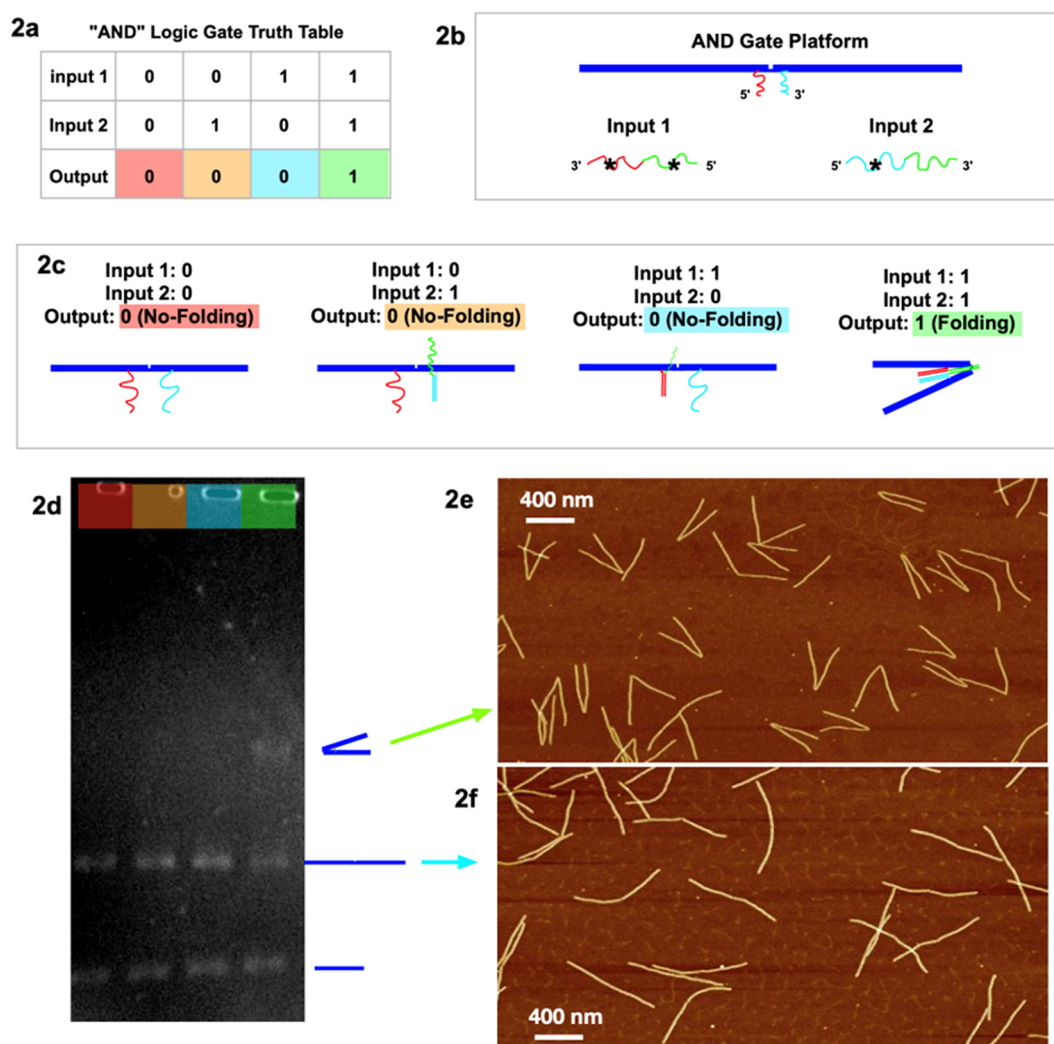 2a
"AND" Logic Gate Truth Table
input 1 0 0 1 1
Input 2 0 1 0 1
Output 0 0 0 1
2b
AND Gate Platform
5' 3'
Input 1 Input 2
3' * * 5' 5' * 3'
2c
Input 1: 0
Input 2: 0
Output: 0 (No-Folding)
Input 1: 0
Input 2: 1
Output: 0 (No-Folding)
Input 1: 1
Input 2: 0
Output: 0 (No-Folding)
Input 1: 1
Input 2: 1
Output: 1 (Folding)
2d
2e
400 nm
2f
400 nm